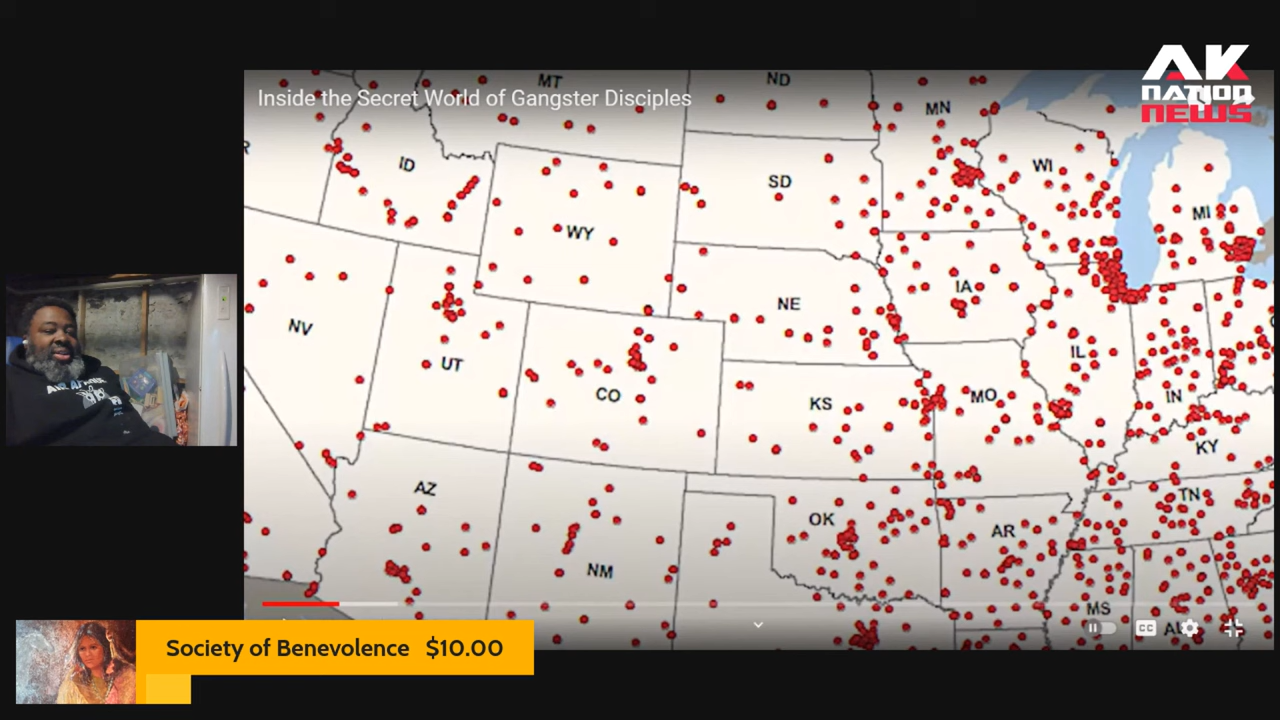 AK
NATION
NEWS
Inside the Secret World of Gangster Disciples
MT
ND
MN
ID
SD
WI
WY
MI
IA
NE
NV
UT
CO
IL
IN
KS
MO
KY
AZ
TN
OK
AR
NM
MS
CC
Society of Benevolence $10.00